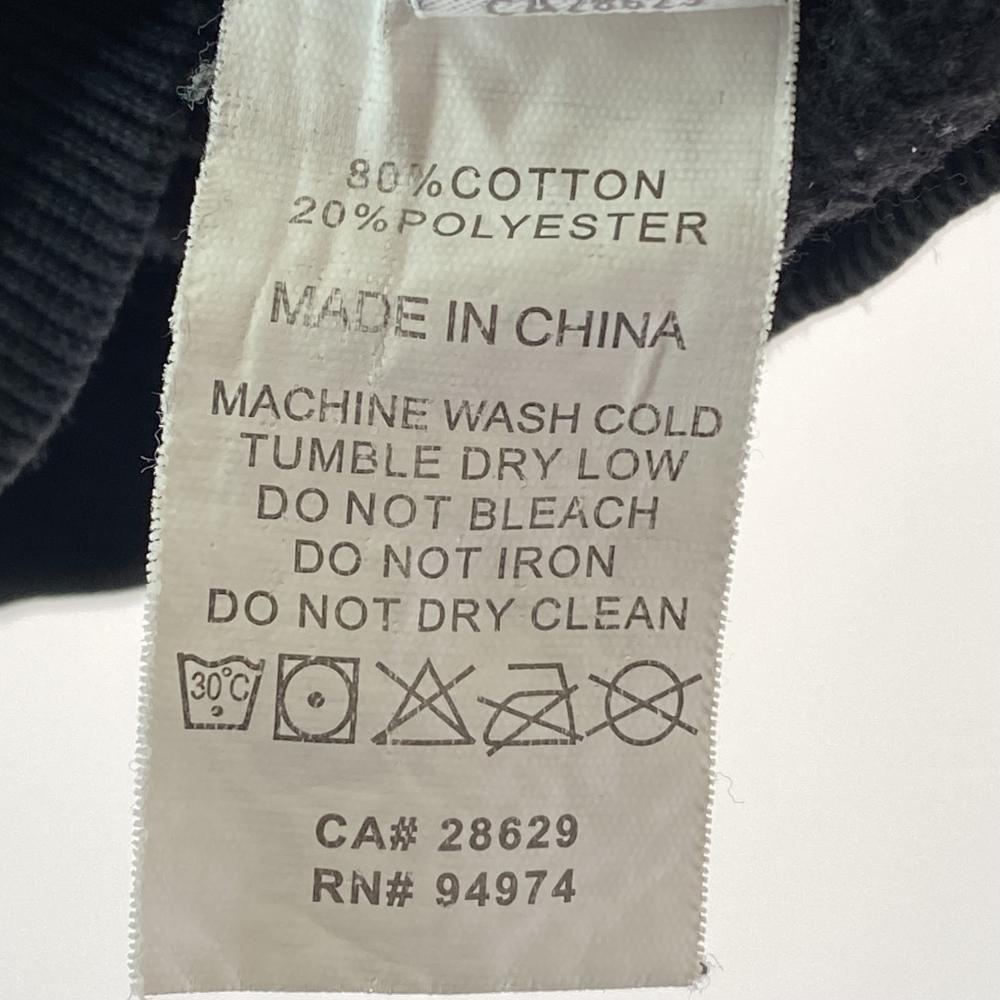 80%COTTON
20%POLYESTER
MADE IN CHINA
MACHINE WASH COLD
TUMBLE DRY LOW
DO NOT BLEACH
DO NOT IRON
DO NOT DRY CLEAN
30°C
CA# 28629
RN# 94974